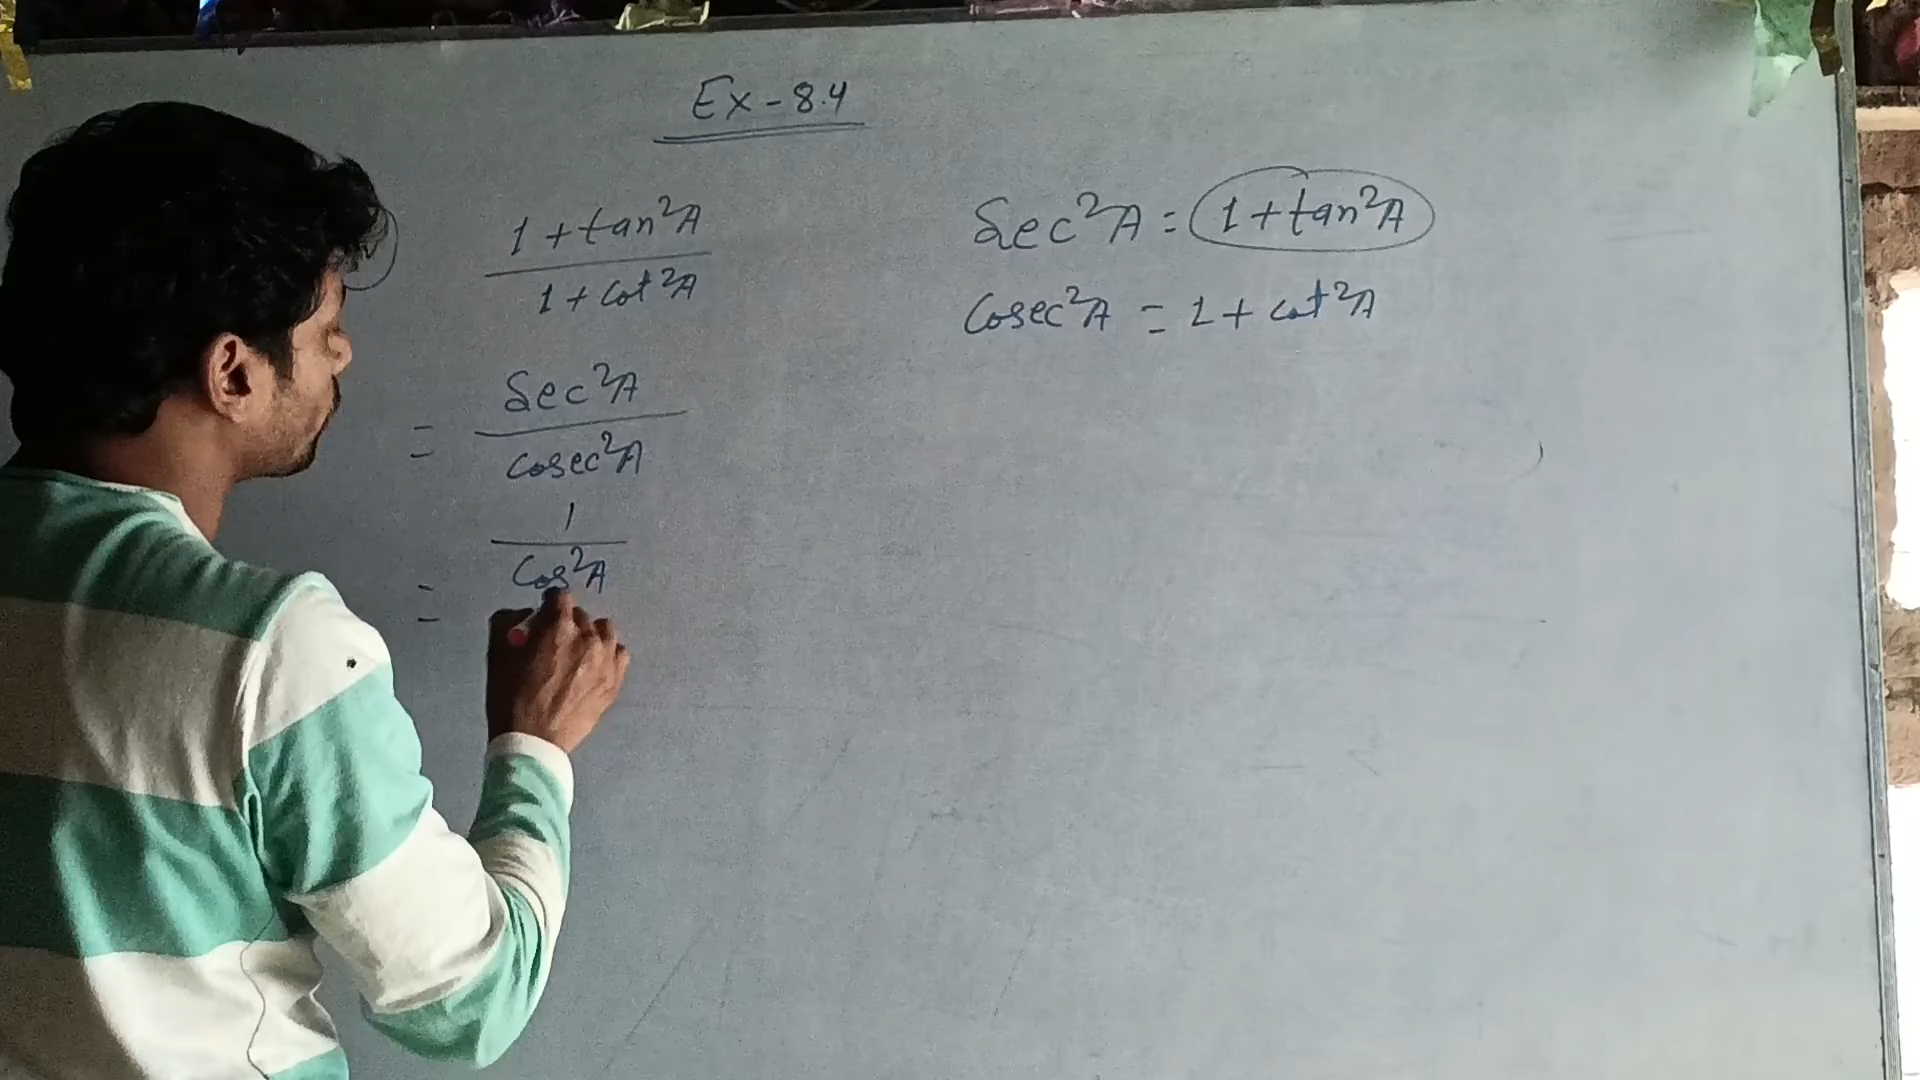 Ex-8.4
1+tan²A
1+cot²A
= Sec²A
Cosec²A
= 1
Cos²A
Sec²A = 1+tan²A
Cosec²A = 1+cot²A